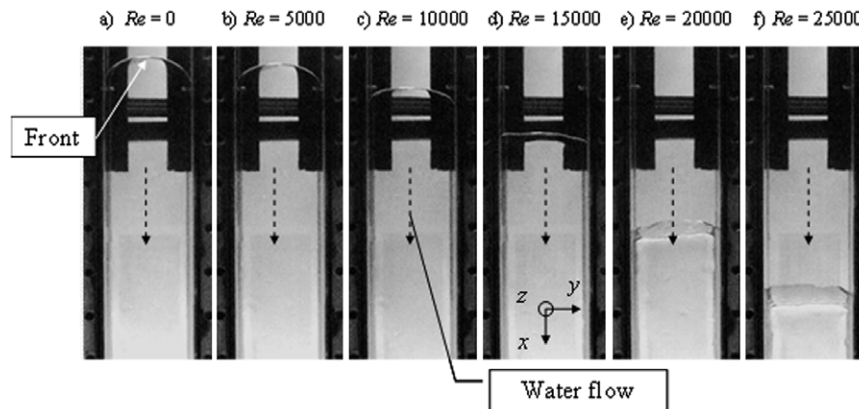 a) Re = 0 b) Re = 5000 c) Re = 10000 d) Re = 15000 e) Re = 20000 f) Re = 25000
Front
z y
x
Water flow